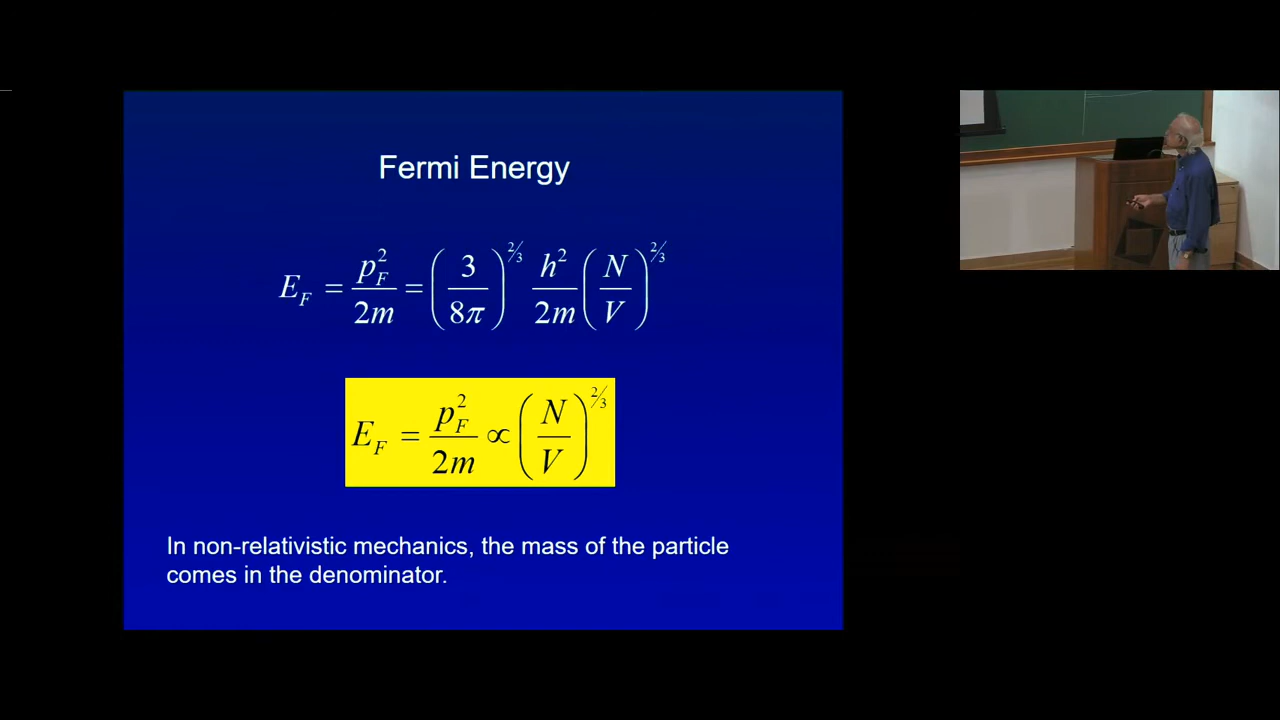 Fermi Energy
E_F = p_F^2 / 2m = (3 / 8π)^{2/3} h^2 / 2m (N / V)^{2/3}
E_F = p_F^2 / 2m ∝ (N / V)^{2/3}
In non-relativistic mechanics, the mass of the particle
comes in the denominator.